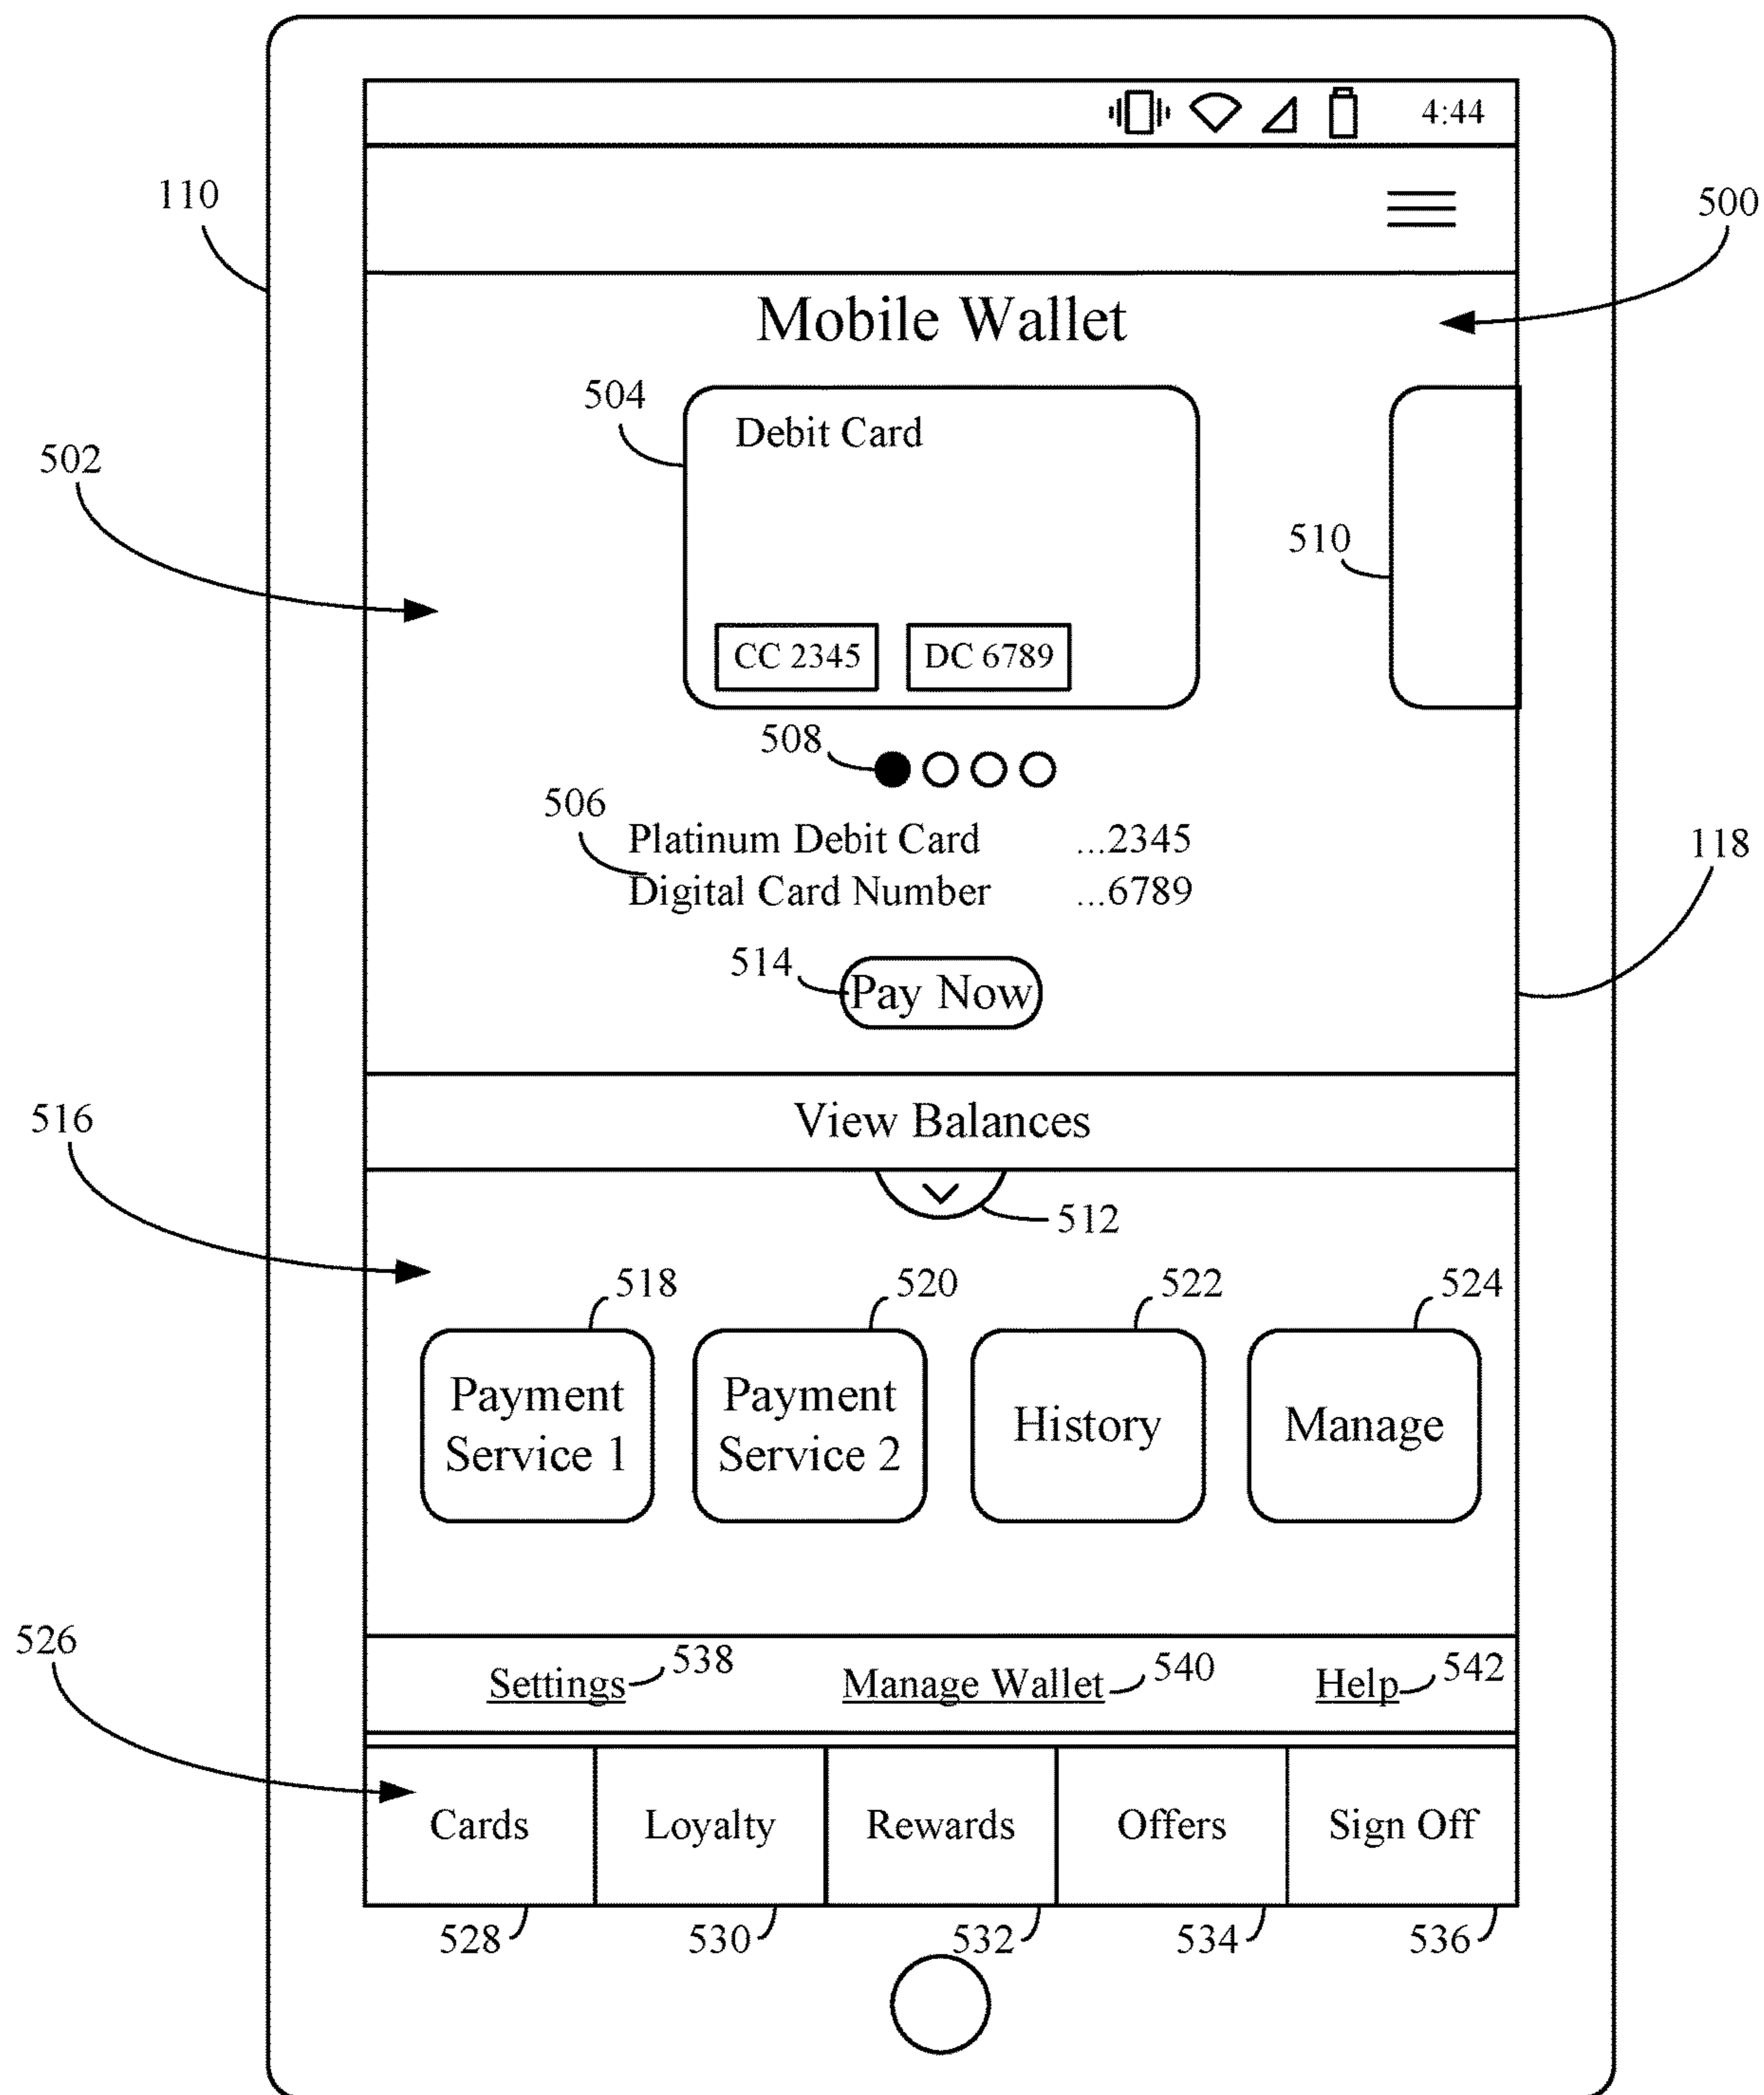 4:44
110
500
Mobile Wallet
504
Debit Card
502
510
CC 2345
DC 6789
508
506
Platinum Debit Card ...2345
118
Digital Card Number ...6789
514
Pay Now
516
View Balances
512
518
520
522
524
Payment
Service 1
Payment
Service 2
History
Manage
526
Settings
538
Manage Wallet
540
Help
542
Cards
Loyalty
Rewards
Offers
Sign Off
528
530
532
534
536